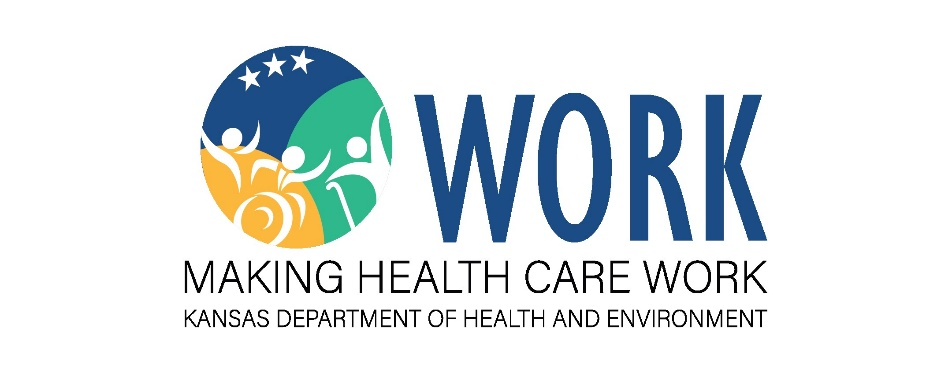 WORK
MAKING HEALTH CARE WORK
KANSAS DEPARTMENT OF HEALTH AND ENVIRONMENT